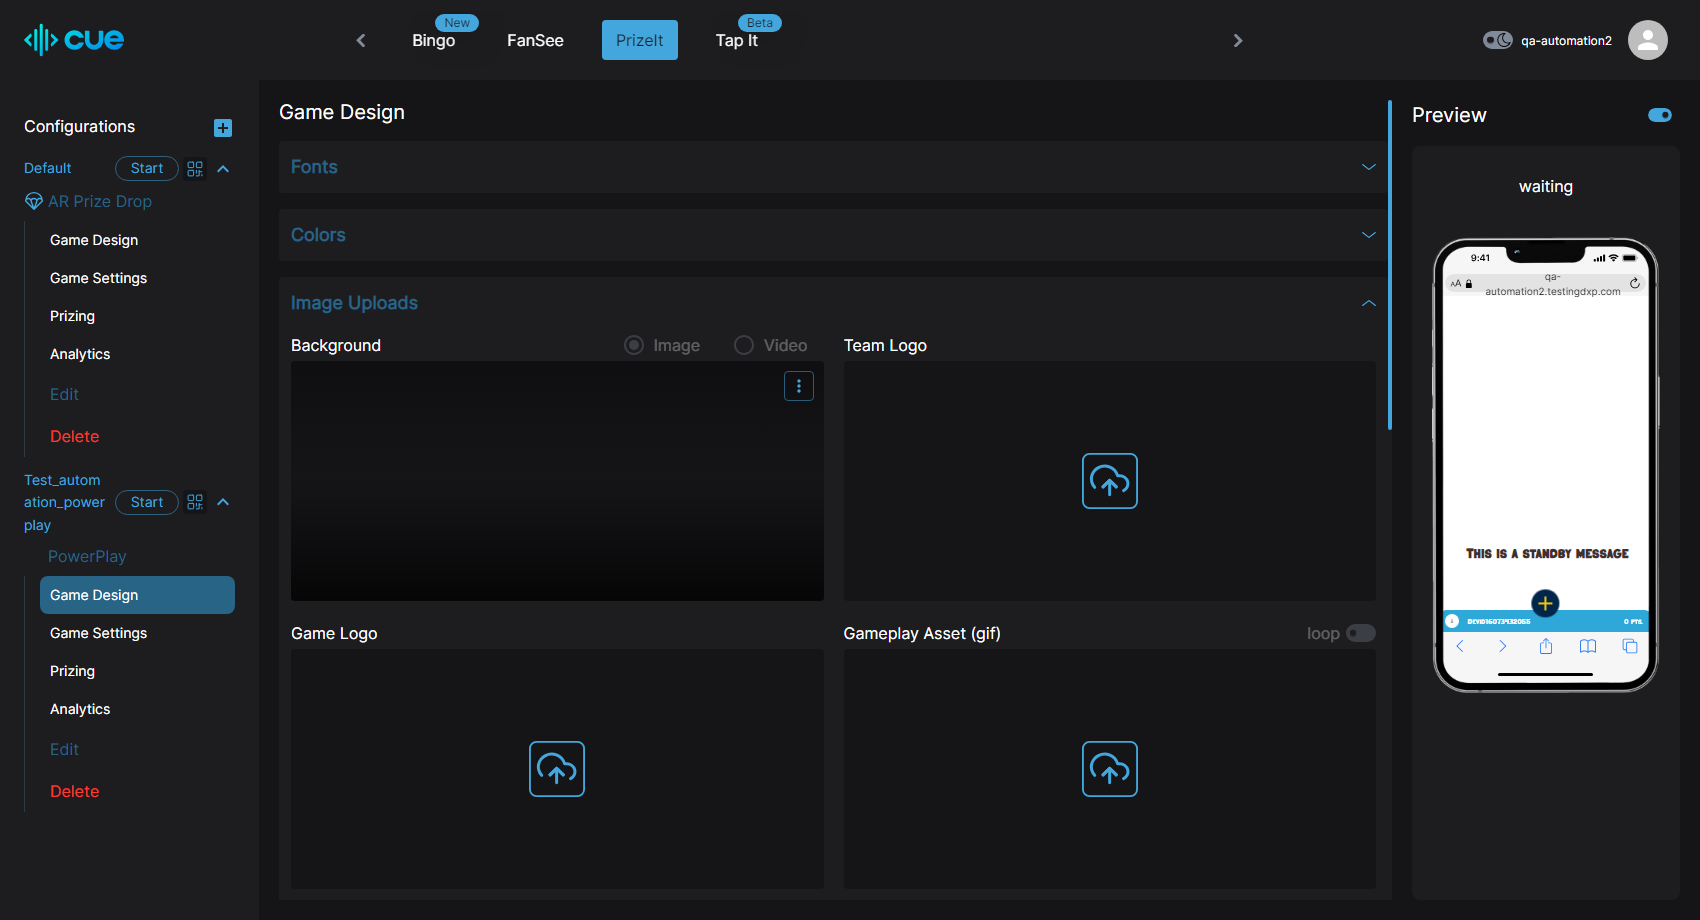 cue
New
Bingo
FanSee
PrizeIt
Beta
Tap It
qa-automation2
Configurations
Default
Start
AR Prize Drop
Game Design
Game Settings
Prizing
Analytics
Edit
Delete
Test_autom
ation_power
play
Start
PowerPlay
Game Design
Game Settings
Prizing
Analytics
Edit
Delete
Game Design
Fonts
Colors
Image Uploads
Background
Image
Video
Team Logo
Game Logo
Gameplay Asset (gif)
loop
Preview
waiting
9:41
AA
qa-
automation2.testingdxp.com
This is a standby message
0 PTS.